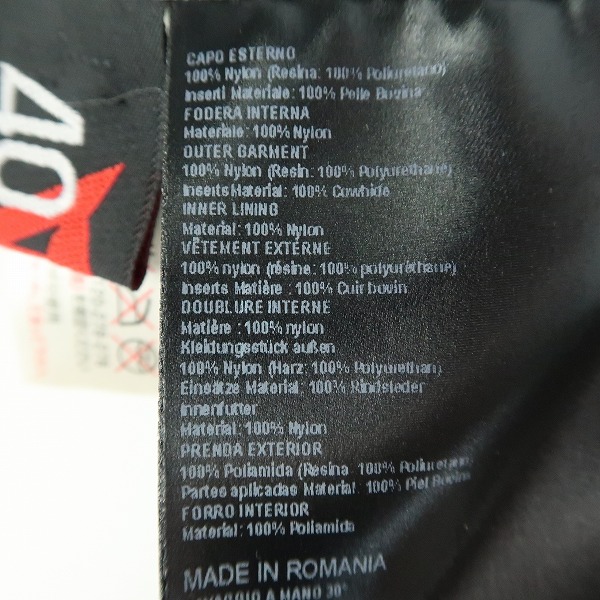 40
CAPO ESTERNO
100% Nylon (Resina: 100% Poliuretano)
Inserti Materiale: 100% Pelle Bovina
FODERA INTERNA
Materiale: 100% Nylon
OUTER GARMENT
100% Nylon (Resin: 100% Polyurethane)
Inserts Material: 100% Cowhide
INNER LINING
Material: 100% Nylon
VÊTEMENT EXTERNE
100% nylon (résine: 100% polyuréthane)
Inserts Matière : 100% Cuir bovin
DOUBLURE INTERNE
Matière : 100% nylon
Kleidungsstück außen
100% Nylon (Harz: 100% Polyurethan)
Einsätze Material: 100% Rindsleder
Innenfutter
Material: 100% Nylon
PRENDA EXTERIOR
100% Poliamida (Resina: 100% Poliuretano
Partes aplicadas Material: 100% Piel Bovina
FORRO INTERIOR
Material: 100% Poliamida
MADE IN ROMANIA
LAVAGGIO A MANO 30°